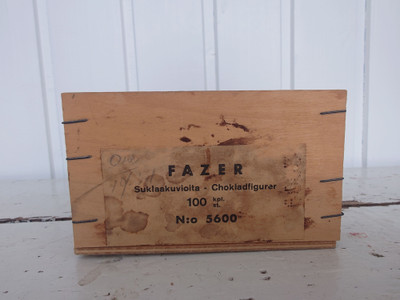 FAZER
Suklaakuvioita - Chokladfigurer
100 kpl. st.
N:o 5600